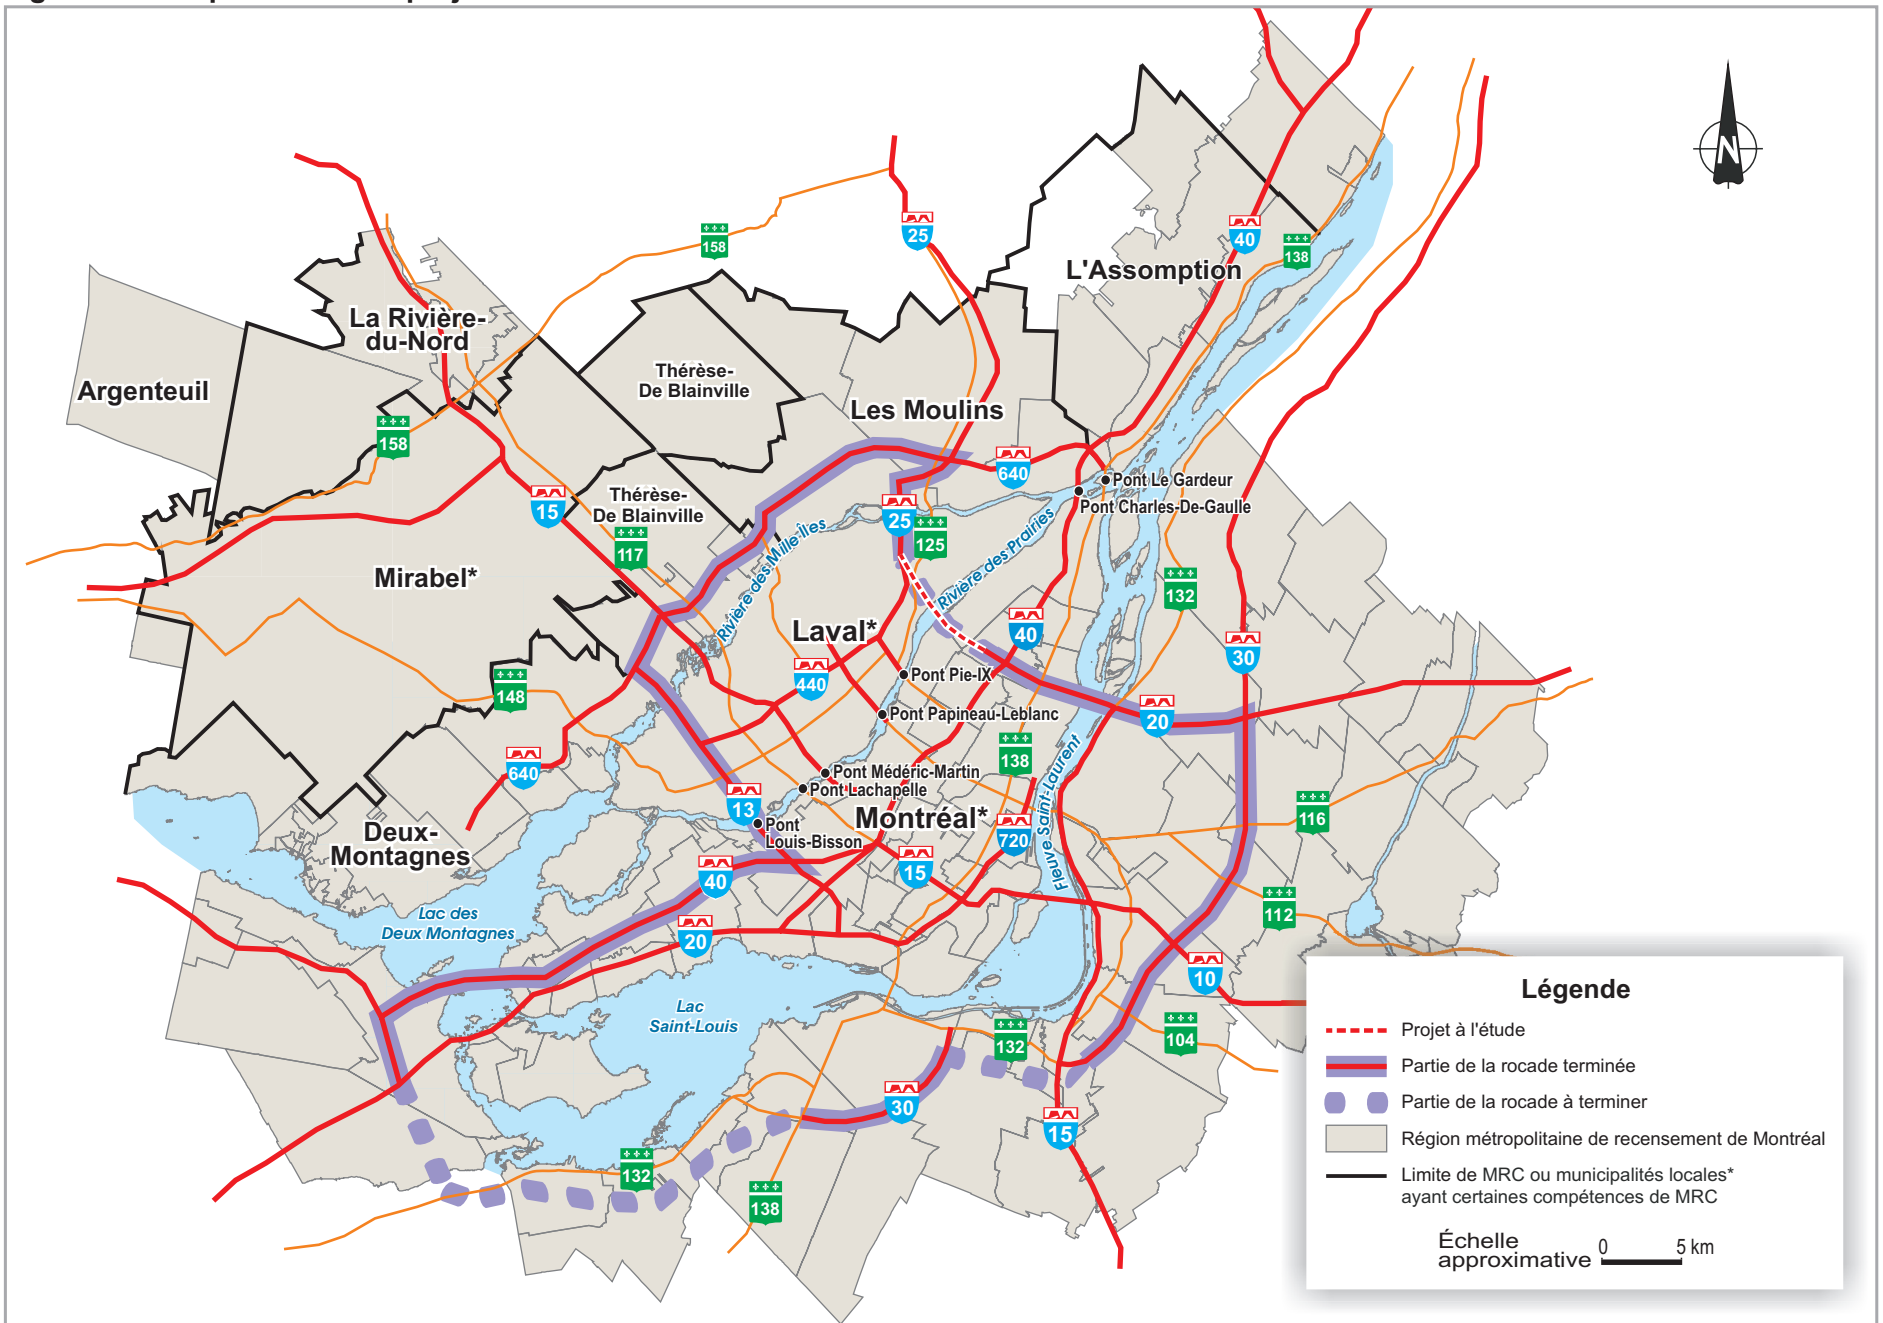 158
25
40
138
L'Assomption
La Rivière-
du-Nord
Argenteuil
Thérèse-
De Blainville
Les Moulins
158
640
Pont Le Gardeur
Pont Charles-De-Gaulle
15
Thérèse-
De Blainville
25
125
117
Rivière des Mille Îles
Rivière des Prairies
Mirabel*
132
Laval*
40
30
440
Pont Pie-IX
148
Pont Papineau-Leblanc
20
640
138
Pont Médéric-Martin
Pont Lachapelle
13
Montréal*
116
Pont
Louis-Bisson
720
Fleuve Saint-Laurent
Deux-
Montagnes
40
15
112
Lac des
Deux Montagnes
20
10
Lac
Saint-Louis
132
104
30
15
132
138
N
Légende
Projet à l'étude
Partie de la rocade terminée
Partie de la rocade à terminer
Région métropolitaine de recensement de Montréal
Limite de MRC ou municipalités locales*
ayant certaines compétences de MRC
Échelle
approximative
0 5 km